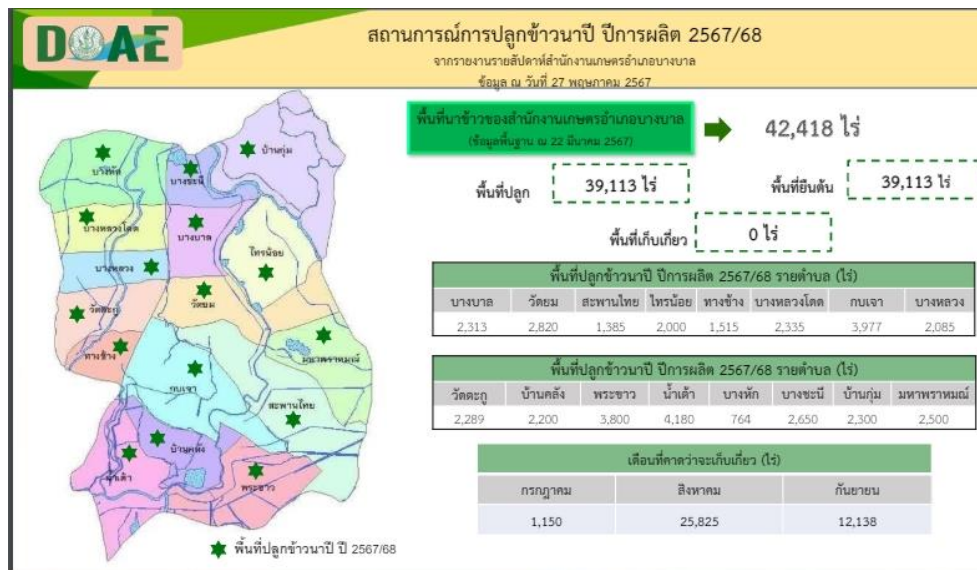 DOAE
สถานการณ์การปลูกข้าวนาปี ปีการผลิต 2567/68
จากรายงานรายสัปดาห์สำนักงานเกษตรอำเภอบางบาล
ข้อมูล ณ วันที่ 27 พฤษภาคม 2567
พื้นที่นาข้าวของสำนักงานเกษตรอำเภอบางบาล
(ข้อมูลพื้นฐาน ณ 22 มีนาคม 2567)
42,418 ไร่
พื้นที่ปลูก 39,113 ไร่ พื้นที่ยืนต้น 39,113 ไร่
พื้นที่เก็บเกี่ยว 0 ไร่
บ้านกุ่ม
บางหัก
บางชะนี
บางหลวงโดด
บางบาล
ไทรน้อย
บางหลวง
วัดยม
วัดตะกู
ทางช้าง
มหาพราหมณ์
กบเจา
สะพานไทย
บ้านคลัง
น้ำเต้า
พระขาว
พื้นที่ปลูกข้าวนาปี ปี 2567/68
พื้นที่ปลูกข้าวนาปี ปีการผลิต 2567/68 รายตำบล (ไร่)
บางบาล วัดยม สะพานไทย ไทรน้อย ทางช้าง บางหลวงโดด กบเจา บางหลวง
2,313 2,820 1,385 2,000 1,515 2,335 3,977 2,085
พื้นที่ปลูกข้าวนาปี ปีการผลิต 2567/68 รายตำบล (ไร่)
วัดตะกู บ้านคลัง พระขาว น้ำเต้า บางหัก บางชะนี บ้านกุ่ม มหาพราหมณ์
2,289 2,200 3,800 4,180 764 2,650 2,300 2,500
เดือนที่คาดว่าจะเก็บเกี่ยว (ไร่)
กรกฎาคม สิงหาคม กันยายน
1,150 25,825 12,138